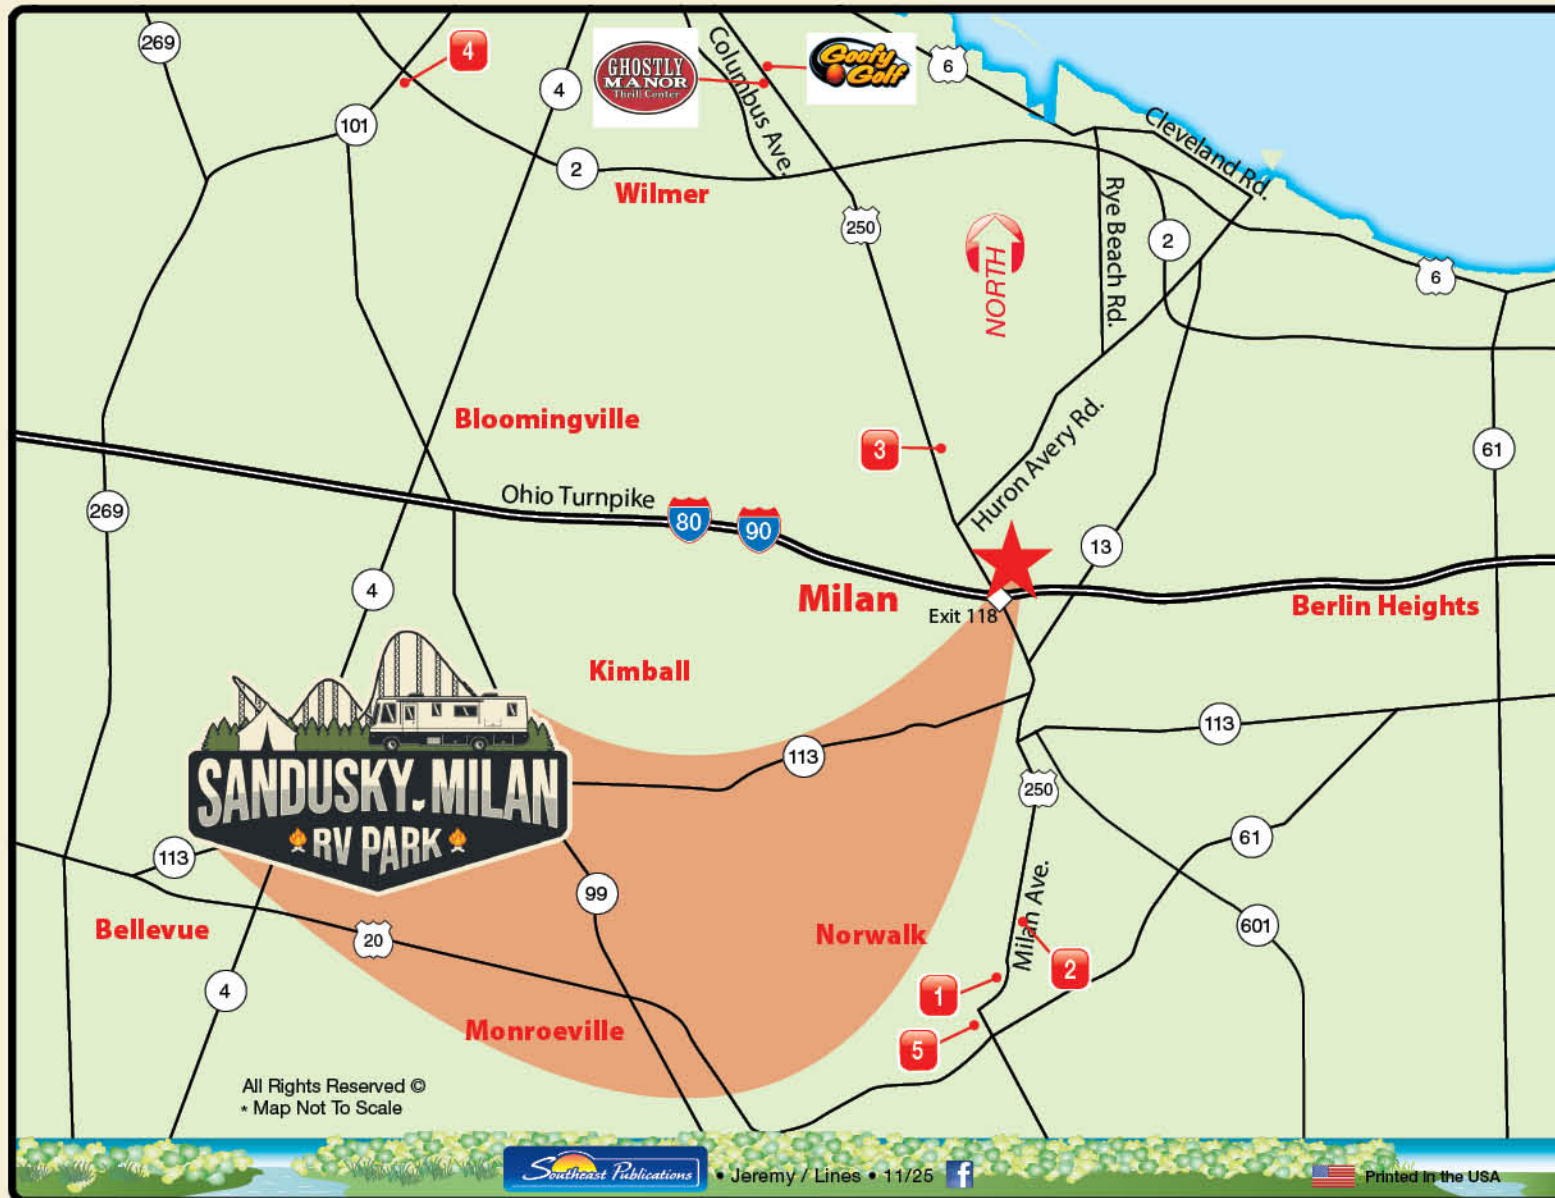 269
4
4
GHOSTLY
MANOR
Thrill Center
Columbus Ave.
Goofy
Golf
6
101
2
Wilmer
Cleveland Rd.
250
NORTH
Rye Beach Rd.
2
6
Bloomingville
3
Huron Avery Rd.
61
269
Ohio Turnpike
80
90
13
4
Milan
Exit 118
Berlin Heights
Kimball
113
113
SANDUSKY-MILAN
RV PARK
250
113
61
99
Milan Ave.
601
Bellevue
20
Norwalk
2
4
1
Monroeville
5
All Rights Reserved ©
* Map Not To Scale
Southeast Publications
• Jeremy / Lines • 11/25
f
Printed in the USA